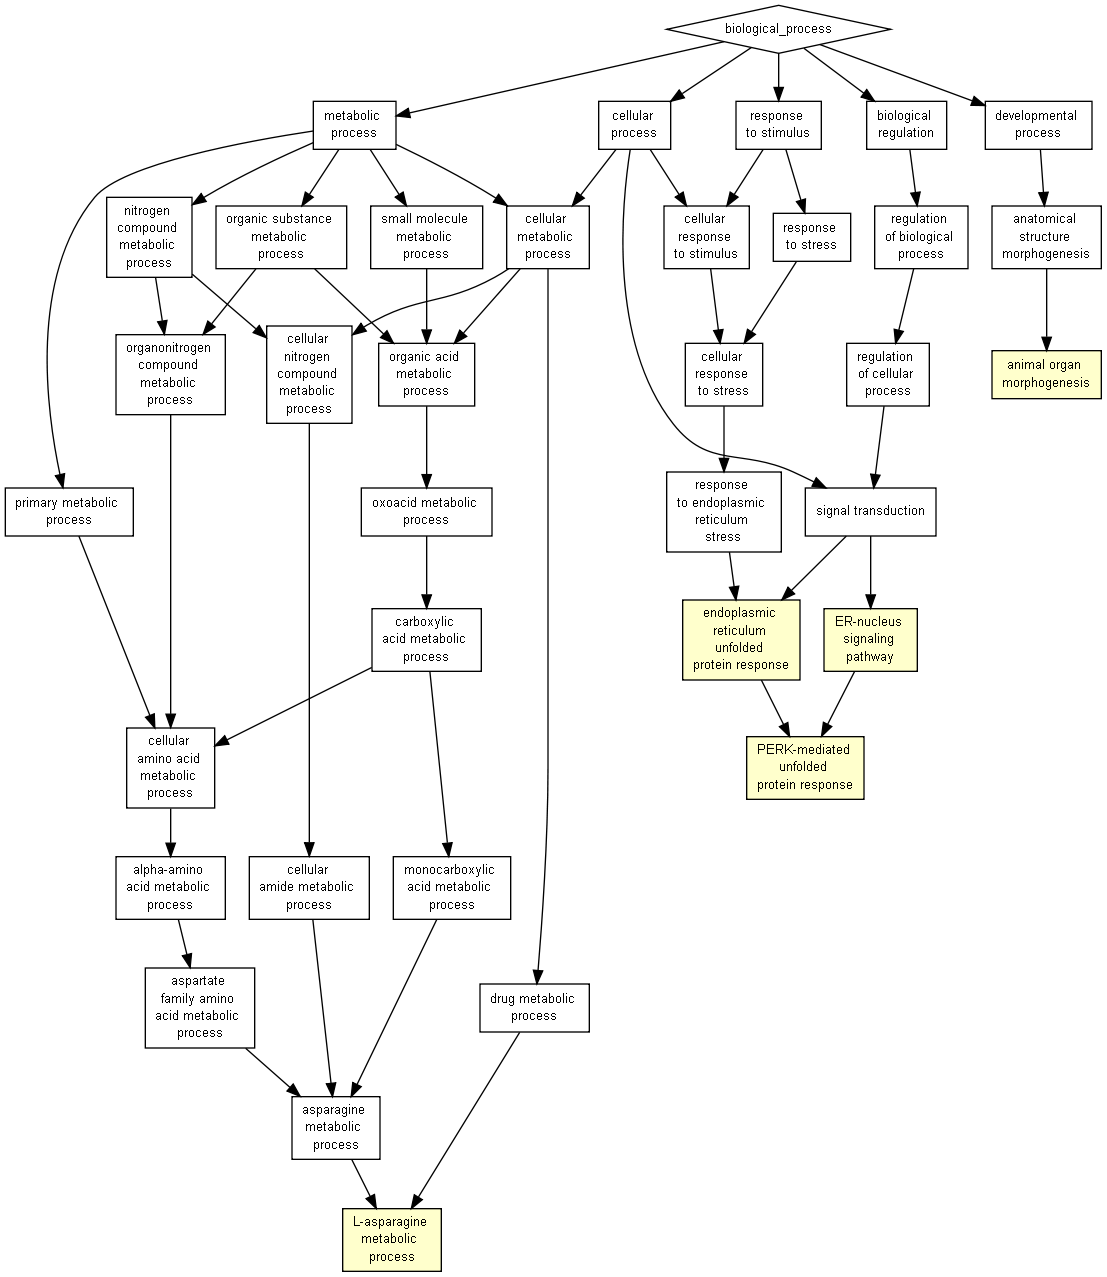 biological_process
metabolic
process
cellular
process
response
to stimulus
biological
regulation
developmental
process
nitrogen
compound
metabolic
process
organic substance
metabolic
process
small molecule
metabolic
process
cellular
metabolic
process
cellular
response
to stimulus
response
to stress
regulation
of biological
process
anatomical
structure
morphogenesis
organonitrogen
compound
metabolic
process
cellular
nitrogen
compound
metabolic
process
organic acid
metabolic
process
cellular
response
to stress
regulation
of cellular
process
animal organ
morphogenesis
primary metabolic
process
oxoacid metabolic
process
response
to endoplasmic
reticulum
stress
signal transduction
carboxylic
acid metabolic
process
endoplasmic
reticulum
unfolded
protein response
ER-nucleus
signaling
pathway
cellular
amino acid
metabolic
process
PERK-mediated
unfolded
protein response
alpha-amino
acid metabolic
process
cellular
amide metabolic
process
monocarboxylic
acid metabolic
process
aspartate
family amino
acid metabolic
process
drug metabolic
process
asparagine
metabolic
process
L-asparagine
metabolic
process